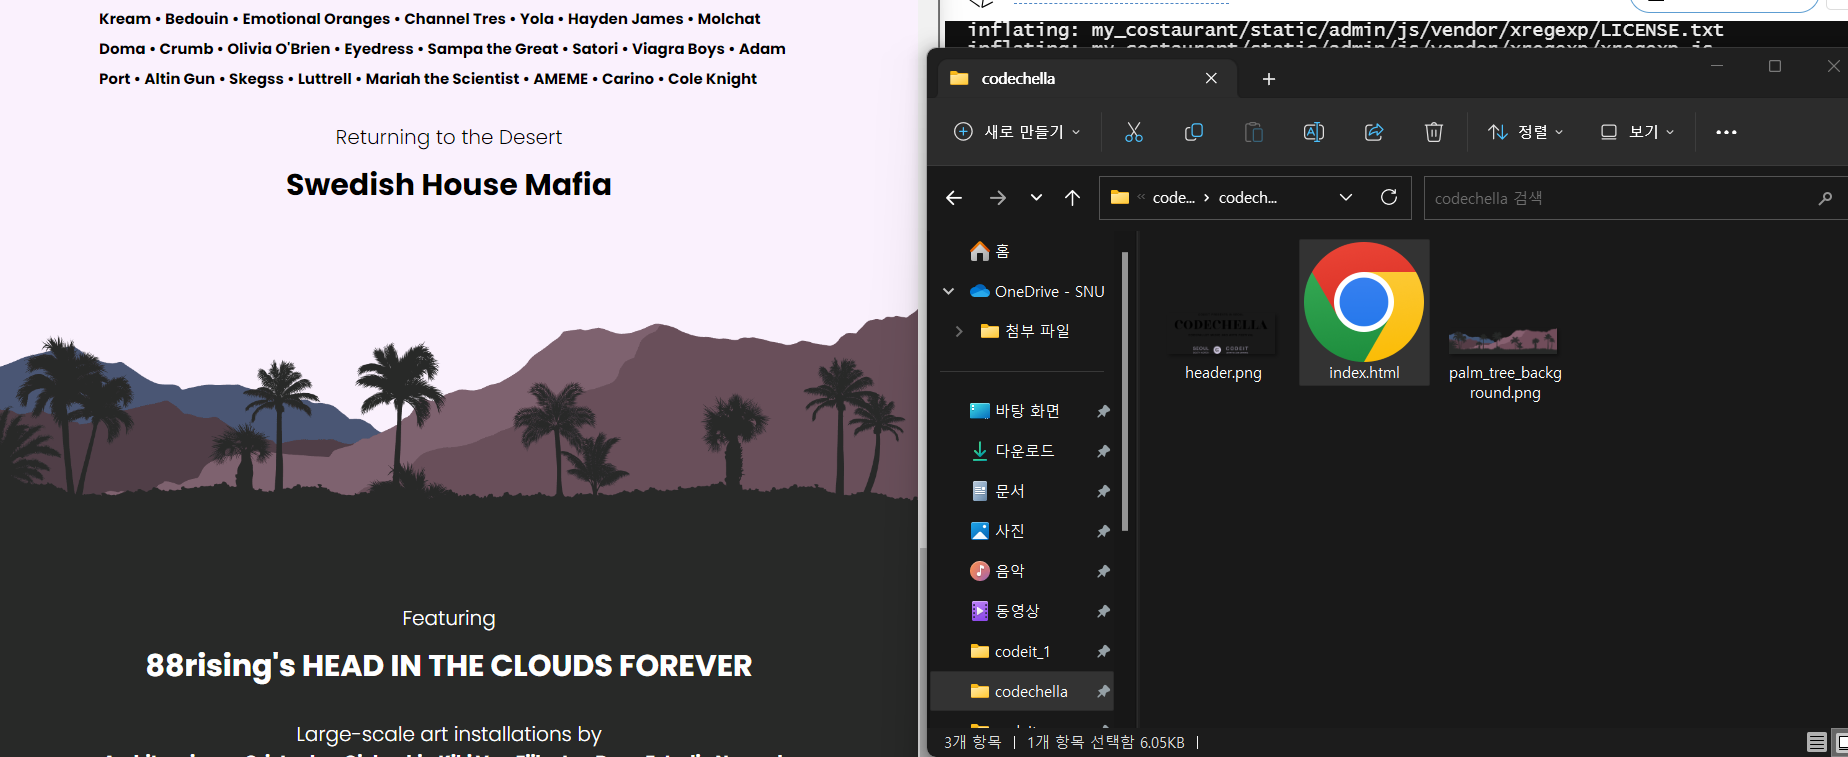 Kream • Bedouin • Emotional Oranges • Channel Tres • Yola • Hayden James • Molchat
Doma • Crumb • Olivia O'Brien • Eyedress • Sampa the Great • Satori • Viagra Boys • Adam
Port • Altin Gun • Skegss • Luttrell • Mariah the Scientist • AMEME • Carino • Cole Knight
Returning to the Desert
Swedish House Mafia
Featuring
88rising's HEAD IN THE CLOUDS FOREVER
Large-scale art installations by
inflating: my_costaurant/static/admin/js/vendor/xregexp/LICENSE.txt
codechella
새로 만들기
정렬
보기
code... › codech...
codechella 검색
홈
OneDrive - SNU
첨부 파일
바탕 화면
다운로드
문서
사진
음악
동영상
codeit_1
codechella
CODECHELLA
CODEIT
header.png
index.html
palm_tree_backg
round.png
3개 항목
1개 항목 선택함 6.05KB